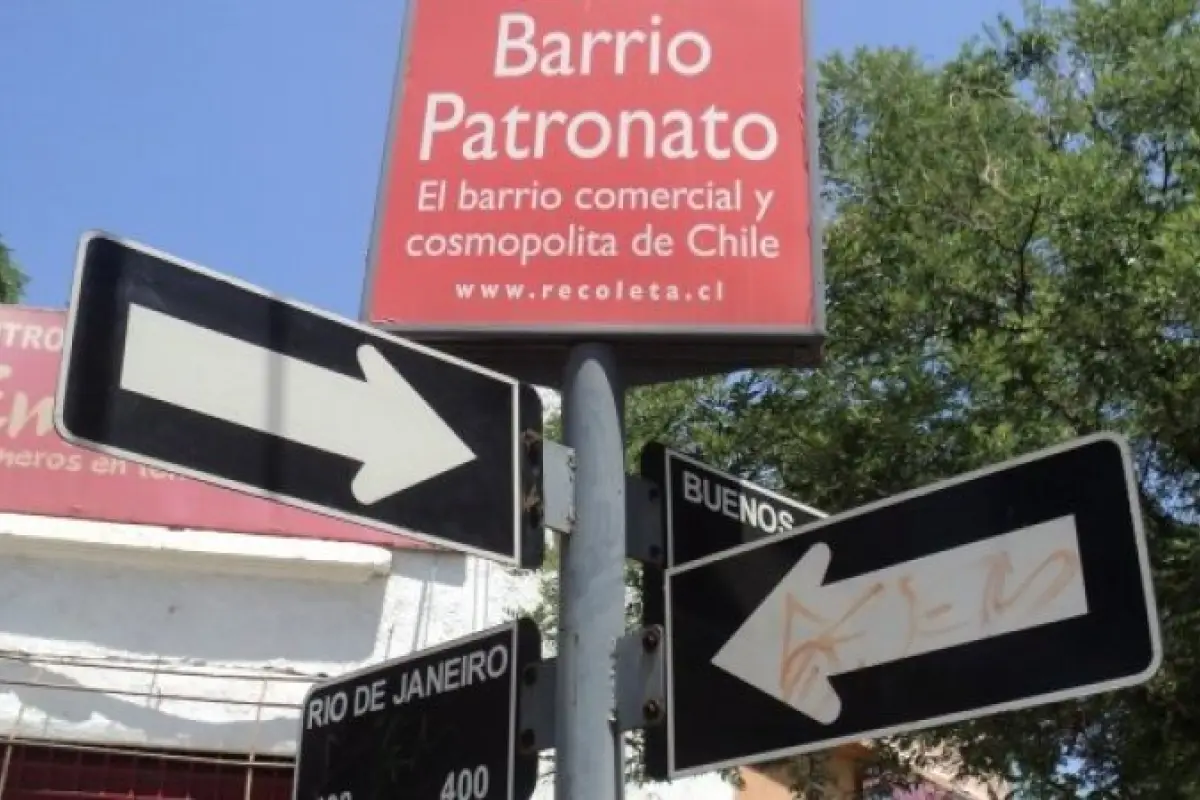 Barrio
Patronato
El barrio comercial y
cosmopolita de Chile
www.recoleta.cl
BUENOS
RIO DE JANEIRO
400